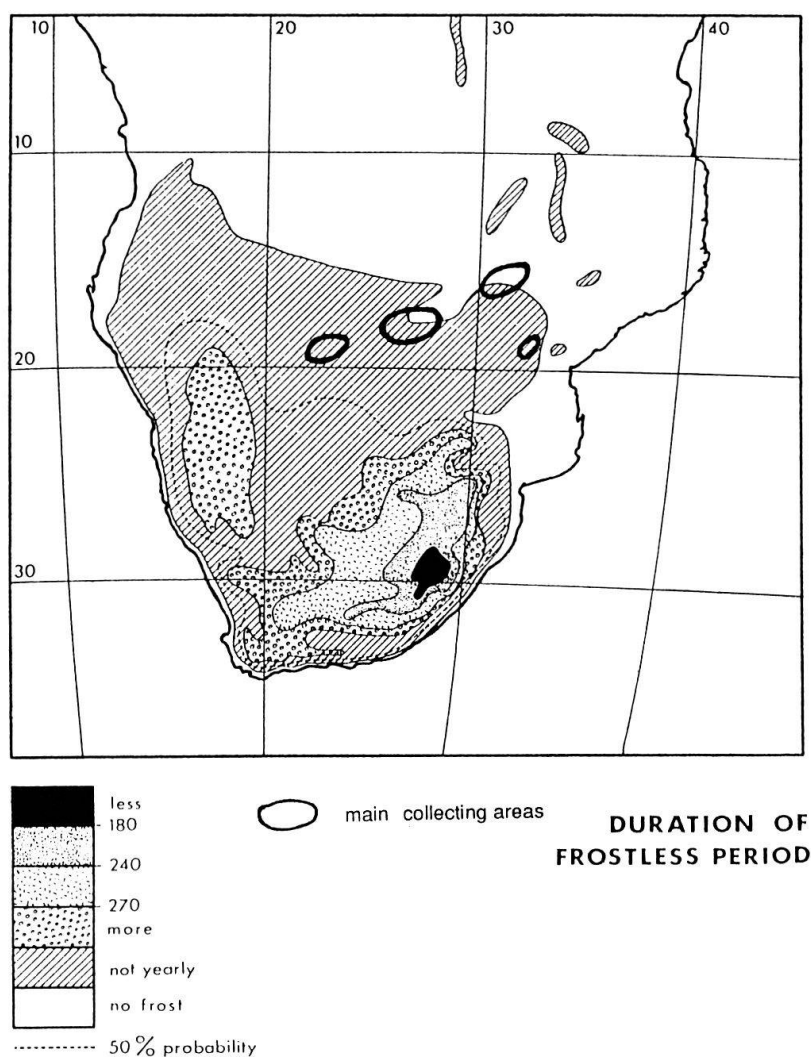 10 20 30 40
10
20
30
less
180
240
270
more
not yearly
no frost
50% probability
main collecting areas
DURATION OF
FROSTLESS PERIOD